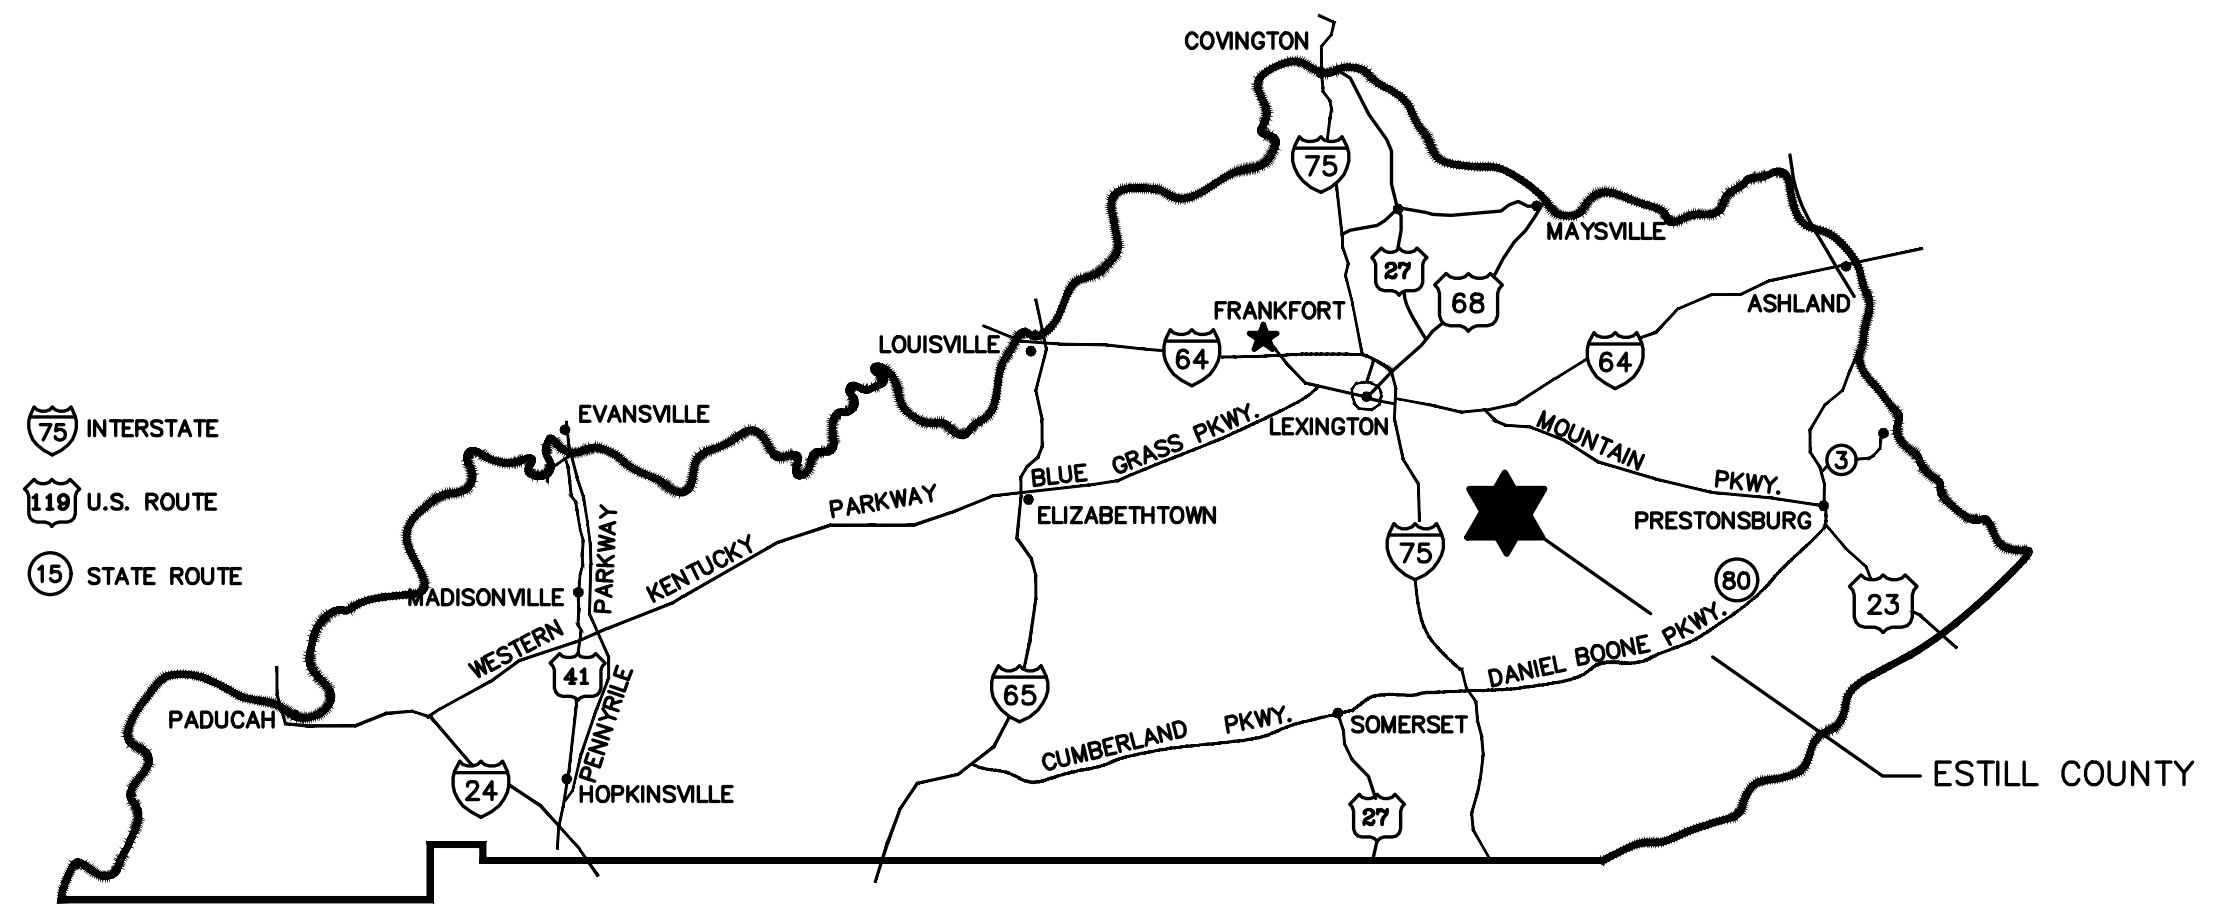 COVINGTON
75
MAYSVILLE
27
68
FRANKFORT
ASHLAND
LOUISVILLE
64
64
EVANSVILLE
75 INTERSTATE
LEXINGTON
BLUE GRASS PKWY.
MOUNTAIN PKWY.
3
119 U.S. ROUTE
PARKWAY
ELIZABETHTOWN
PRESTONSBURG
75
15 STATE ROUTE
80
MADISONVILLE
WESTERN KENTUCKY PARKWAY
23
41
PENNYRILE
65
DANIEL BOONE PKWY.
PADUCAH
CUMBERLAND PKWY.
SOMERSET
24
HOPKINSVILLE
27
ESTILL COUNTY